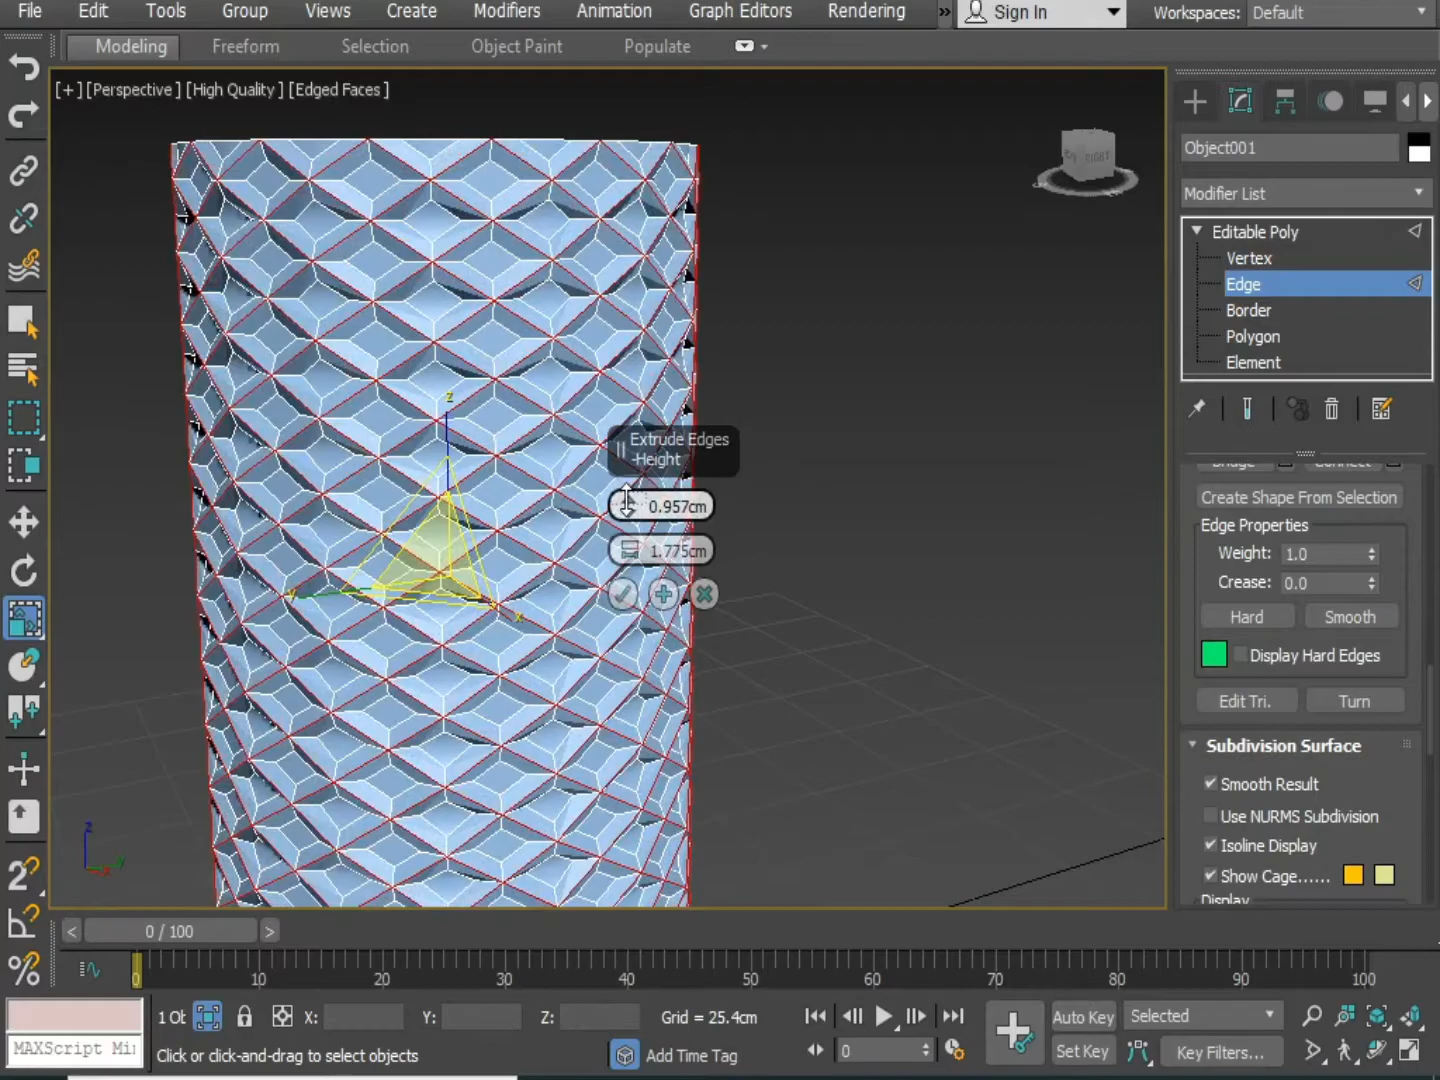 File Edit Tools Group Views Create Modifiers Animation Graph Editors Rendering » Sign In Workspaces: Default
Modeling Freeform Selection Object Paint Populate
[+] [Perspective ] [High Quality ] [Edged Faces ]
RIGHT
Object001
Modifier List
Editable Poly
Vertex
Edge
Border
Polygon
Element
z
y
x
Extrude Edges
-Height
0.957cm
1.775cm
Bridge Connect
Create Shape From Selection
Edge Properties
Weight: 1.0
Crease: 0.0
Hard Smooth
Display Hard Edges
Edit Tri. Turn
Subdivision Surface
Smooth Result
Use NURMS Subdivision
Isoline Display
Show Cage......
Display
z
y
x
< 0 / 100 >
0 10 20 30 40 50 60 70 80 90 100
1 Ob X: Y: Z: Grid = 25.4cm Auto Key Selected
MAXScript Mi
Click or click-and-drag to select objects Add Time Tag 0 Set Key Key Filters...